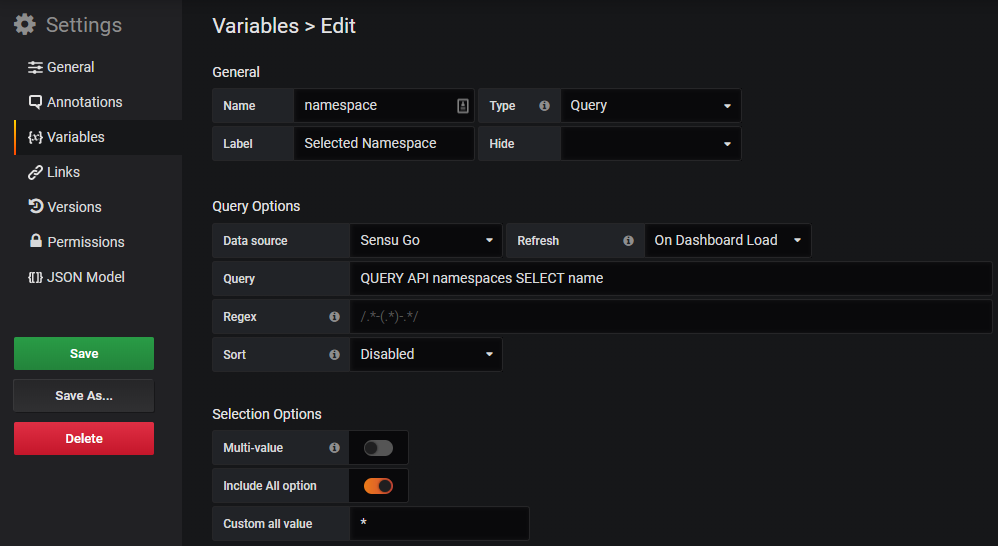 Settings
General
Annotations
{x} Variables
Links
Versions
Permissions
JSON Model
Save
Save As...
Delete
Variables > Edit
General
Name namespace Type Query
Label Selected Namespace Hide
Query Options
Data source Sensu Go Refresh On Dashboard Load
Query QUERY API namespaces SELECT name
Regex /.*-(.*)-.*/
Sort Disabled
Selection Options
Multi-value
Include All option
Custom all value *